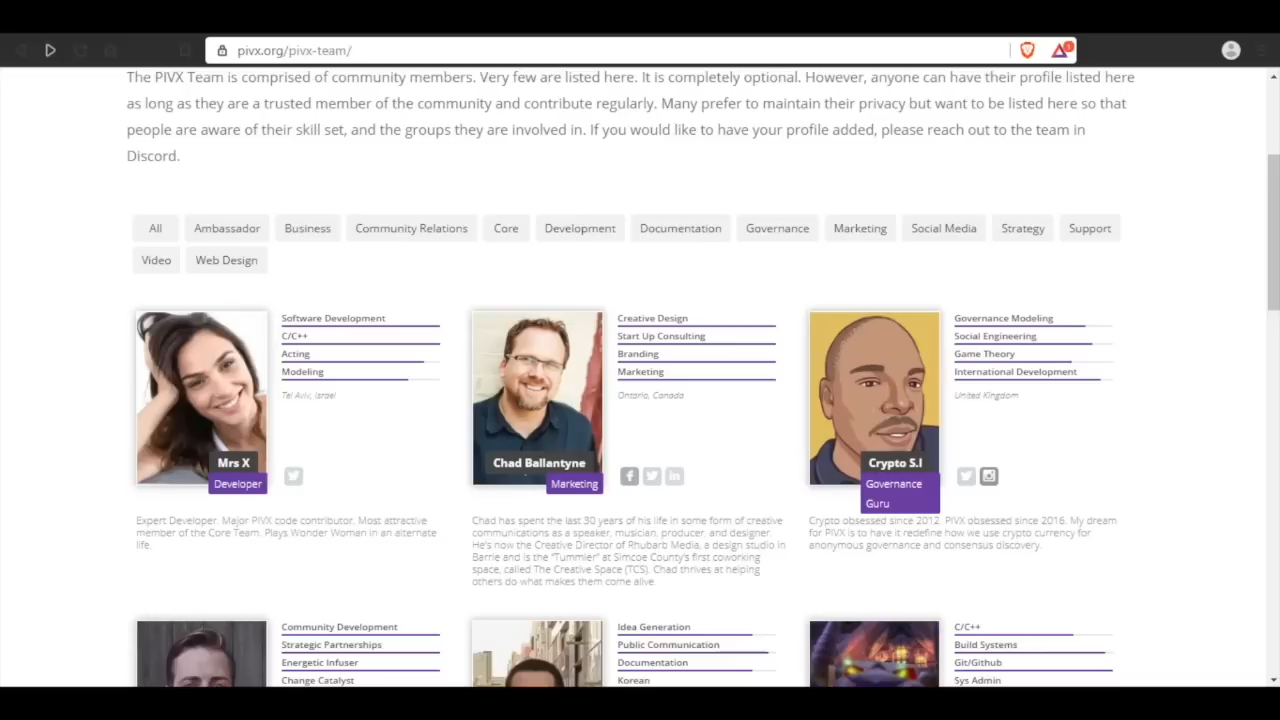 pivx.org/pivx-team/
1
The PIVX Team is comprised of community members. Very few are listed here. It is completely optional. However, anyone can have their profile listed here
as long as they are a trusted member of the community and contribute regularly. Many prefer to maintain their privacy but want to be listed here so that
people are aware of their skill set, and the groups they are involved in. If you would like to have your profile added, please reach out to the team in
Discord.
All Ambassador Business Community Relations Core Development Documentation Governance Marketing Social Media Strategy Support
Video Web Design
Software Development
C/C++
Acting
Modeling
Tel Aviv, Israel
Mrs X
Developer
Expert Developer. Major PIVX code contributor. Most attractive
member of the Core Team. Plays Wonder Woman in an alternate
life.
Creative Design
Start Up Consulting
Branding
Marketing
Ontario, Canada
Chad Ballantyne
Marketing
Chad has spent the last 30 years of his life in some form of creative
communications as a speaker, musician, producer, and designer.
He's now the Creative Director of Rhubarb Media, a design studio in
Barrie and is the "Tummler" at Simcoe County's first coworking
space, called The Creative Space (TCS). Chad thrives at helping
others do what makes them come alive.
Governance Modeling
Social Engineering
Game Theory
International Development
United Kingdom
Crypto S.I
Governance
Guru
Crypto obsessed since 2012. PIVX obsessed since 2016. My dream
for PIVX is to have it redefine how we use crypto currency for
anonymous governance and consensus discovery.
Community Development
Strategic Partnerships
Energetic Infuser
Change Catalyst
Idea Generation
Public Communication
Documentation
Korean
C/C++
Build Systems
Git/Github
Sys Admin